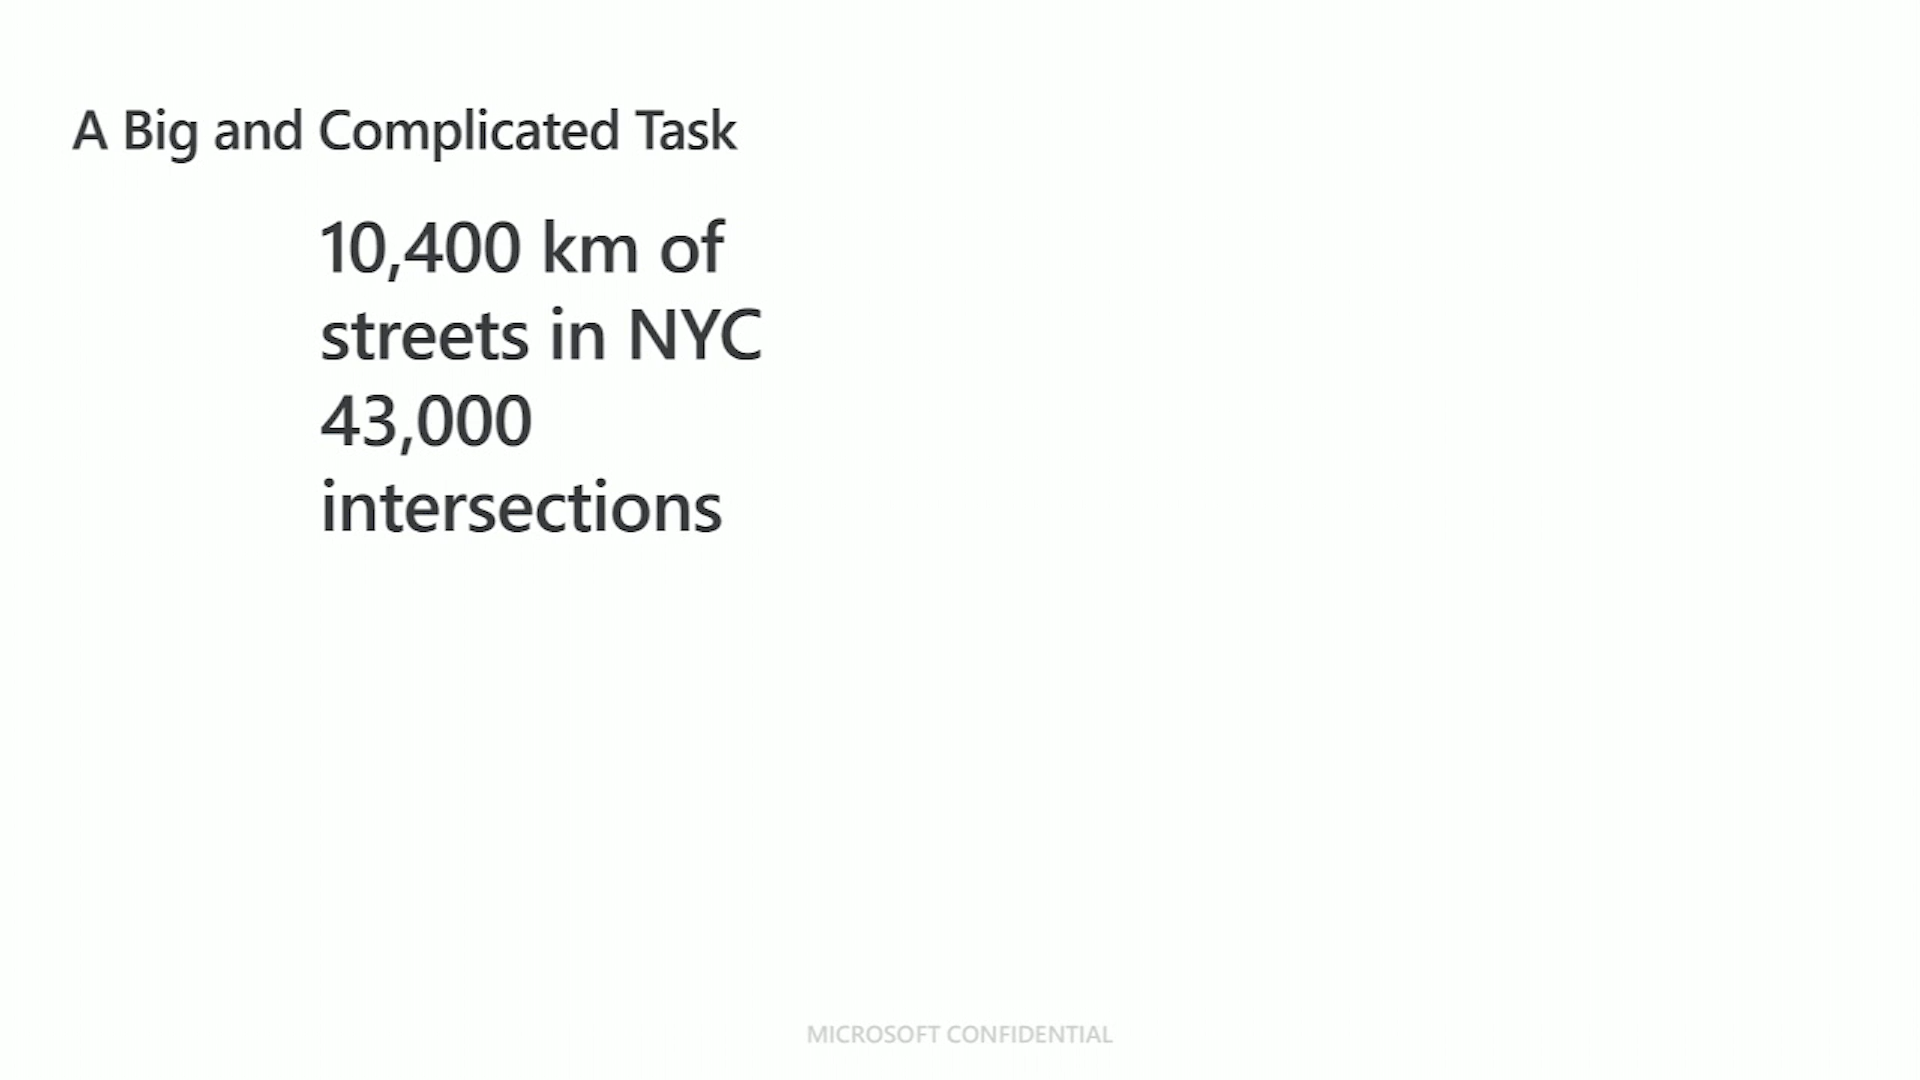 A Big and Complicated Task
10,400 km of
streets in NYC
43,000
intersections
MICROSOFT CONFIDENTIAL